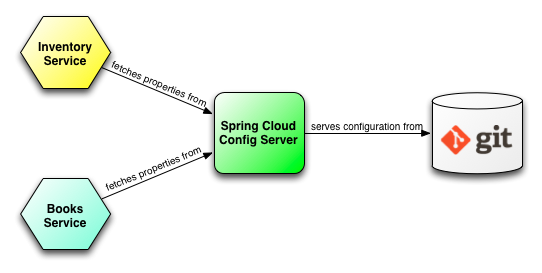 Inventory
Service
fetches properties from
Spring Cloud
Config Server
serves configuration from
git
fetches properties from
Books
Service